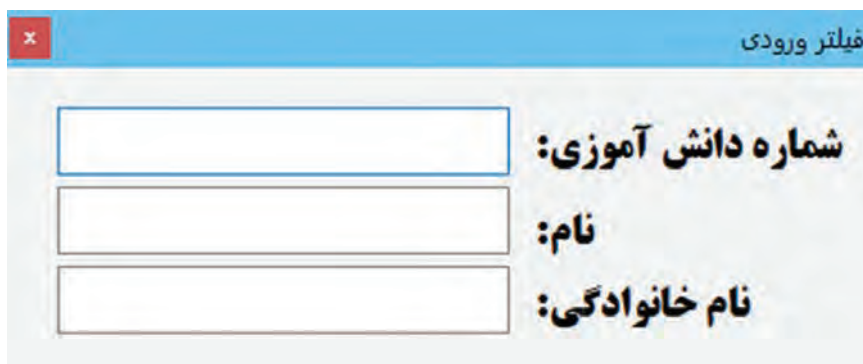 فیلتر ورودی
x
شماره دانش آموزی:
نام:
نام خانوادگی: